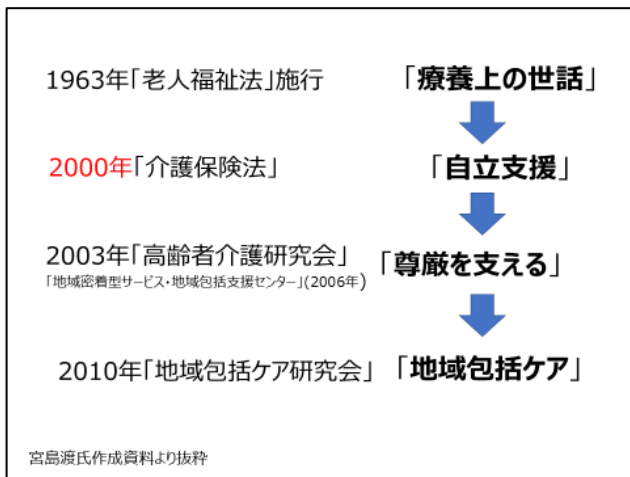 1963年「老人福祉法」施行 「療養上の世話」
2000年「介護保険法」 「自立支援」
2003年「高齢者介護研究会」 「尊厳を支える」
「地域密着型サービス・地域包括支援センター」(2006年)
2010年「地域包括ケア研究会」 「地域包括ケア」
宮島渡氏作成資料より抜粋